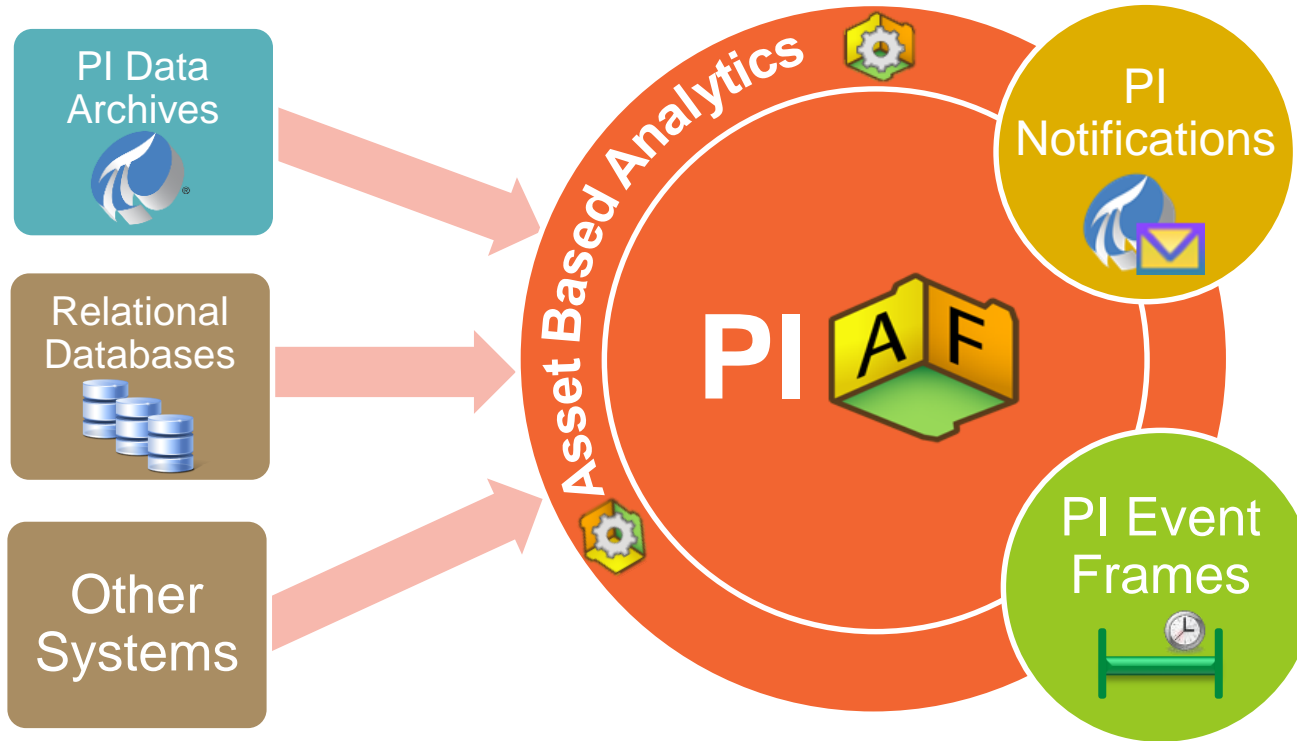 PI Data
Archives
®
Relational
Databases
Other
Systems
Asset Based Analytics
PI
A F
PI
Notifications
PI Event
Frames